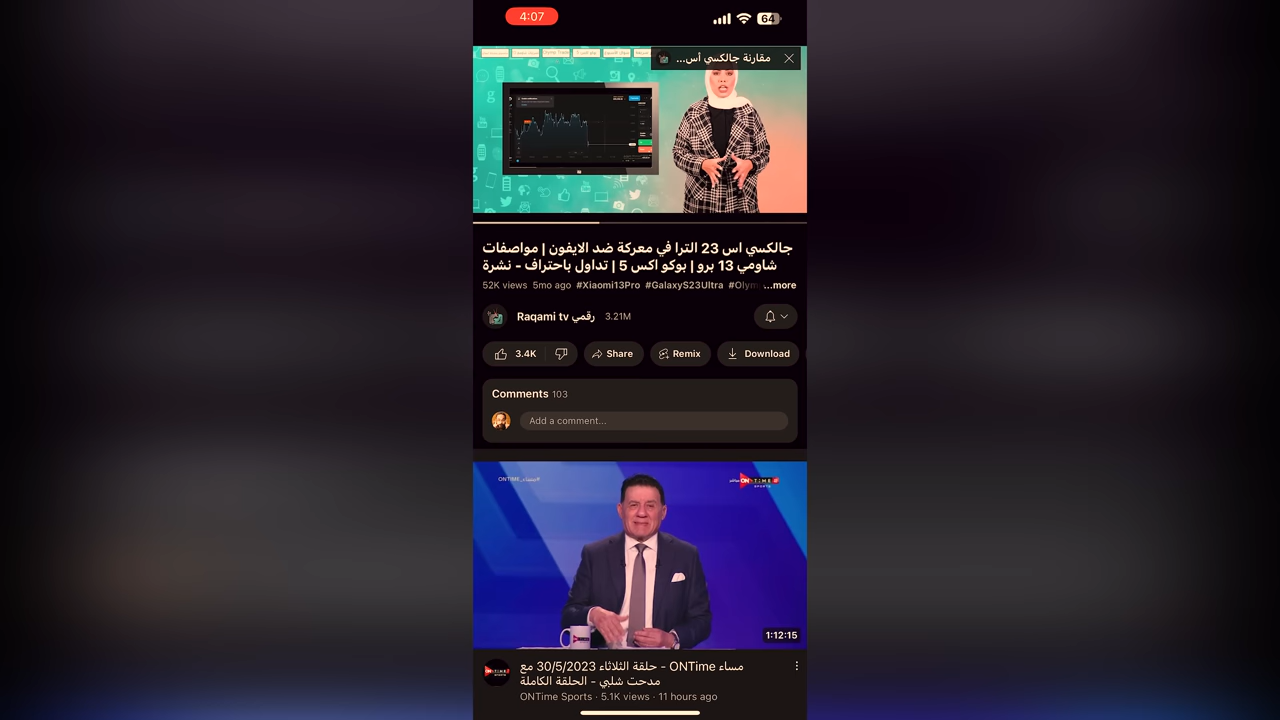 4:07
64
مقارنة جالكسي أس...
جالكسي اس 23 الترا في معركة ضد الايفون | مواصفات
شاومي 13 برو | بوكو اكس 5 | تداول باحتراف - نشرة
52K views 5mo ago #Xiaomi13Pro #GalaxyS23Ultra #Olym ...more
Raqami tv رقمي 3.21M
3.4K Share Remix Download
Comments 103
Add a comment...
ONTIME SPORTS
1:12:15
مساء ONTime - حلقة الثلاثاء 30/5/2023 مع
مدحت شلبي - الحلقة الكاملة
ONTime Sports · 5.1K views · 11 hours ago